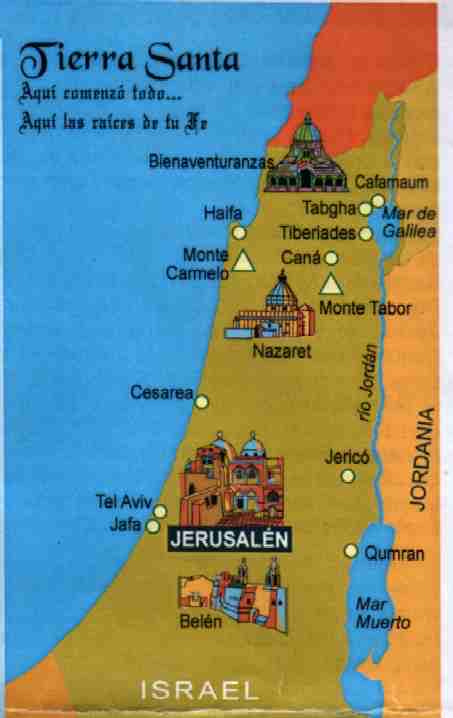 Tierra Santa
Aquí comenzó todo...
Aquí las raíces de tu Fe
Bienaventuranzas
Cafarnaum
Tabgha
Mar de
Galilea
Haifa
Tiberiades
Monte
Carmelo
Caná
Monte Tabor
Nazaret
río Jordán
Cesarea
JORDANIA
Jericó
Tel Aviv
Jafa
JERUSALÉN
Qumran
Belén
Mar
Muerto
ISRAEL